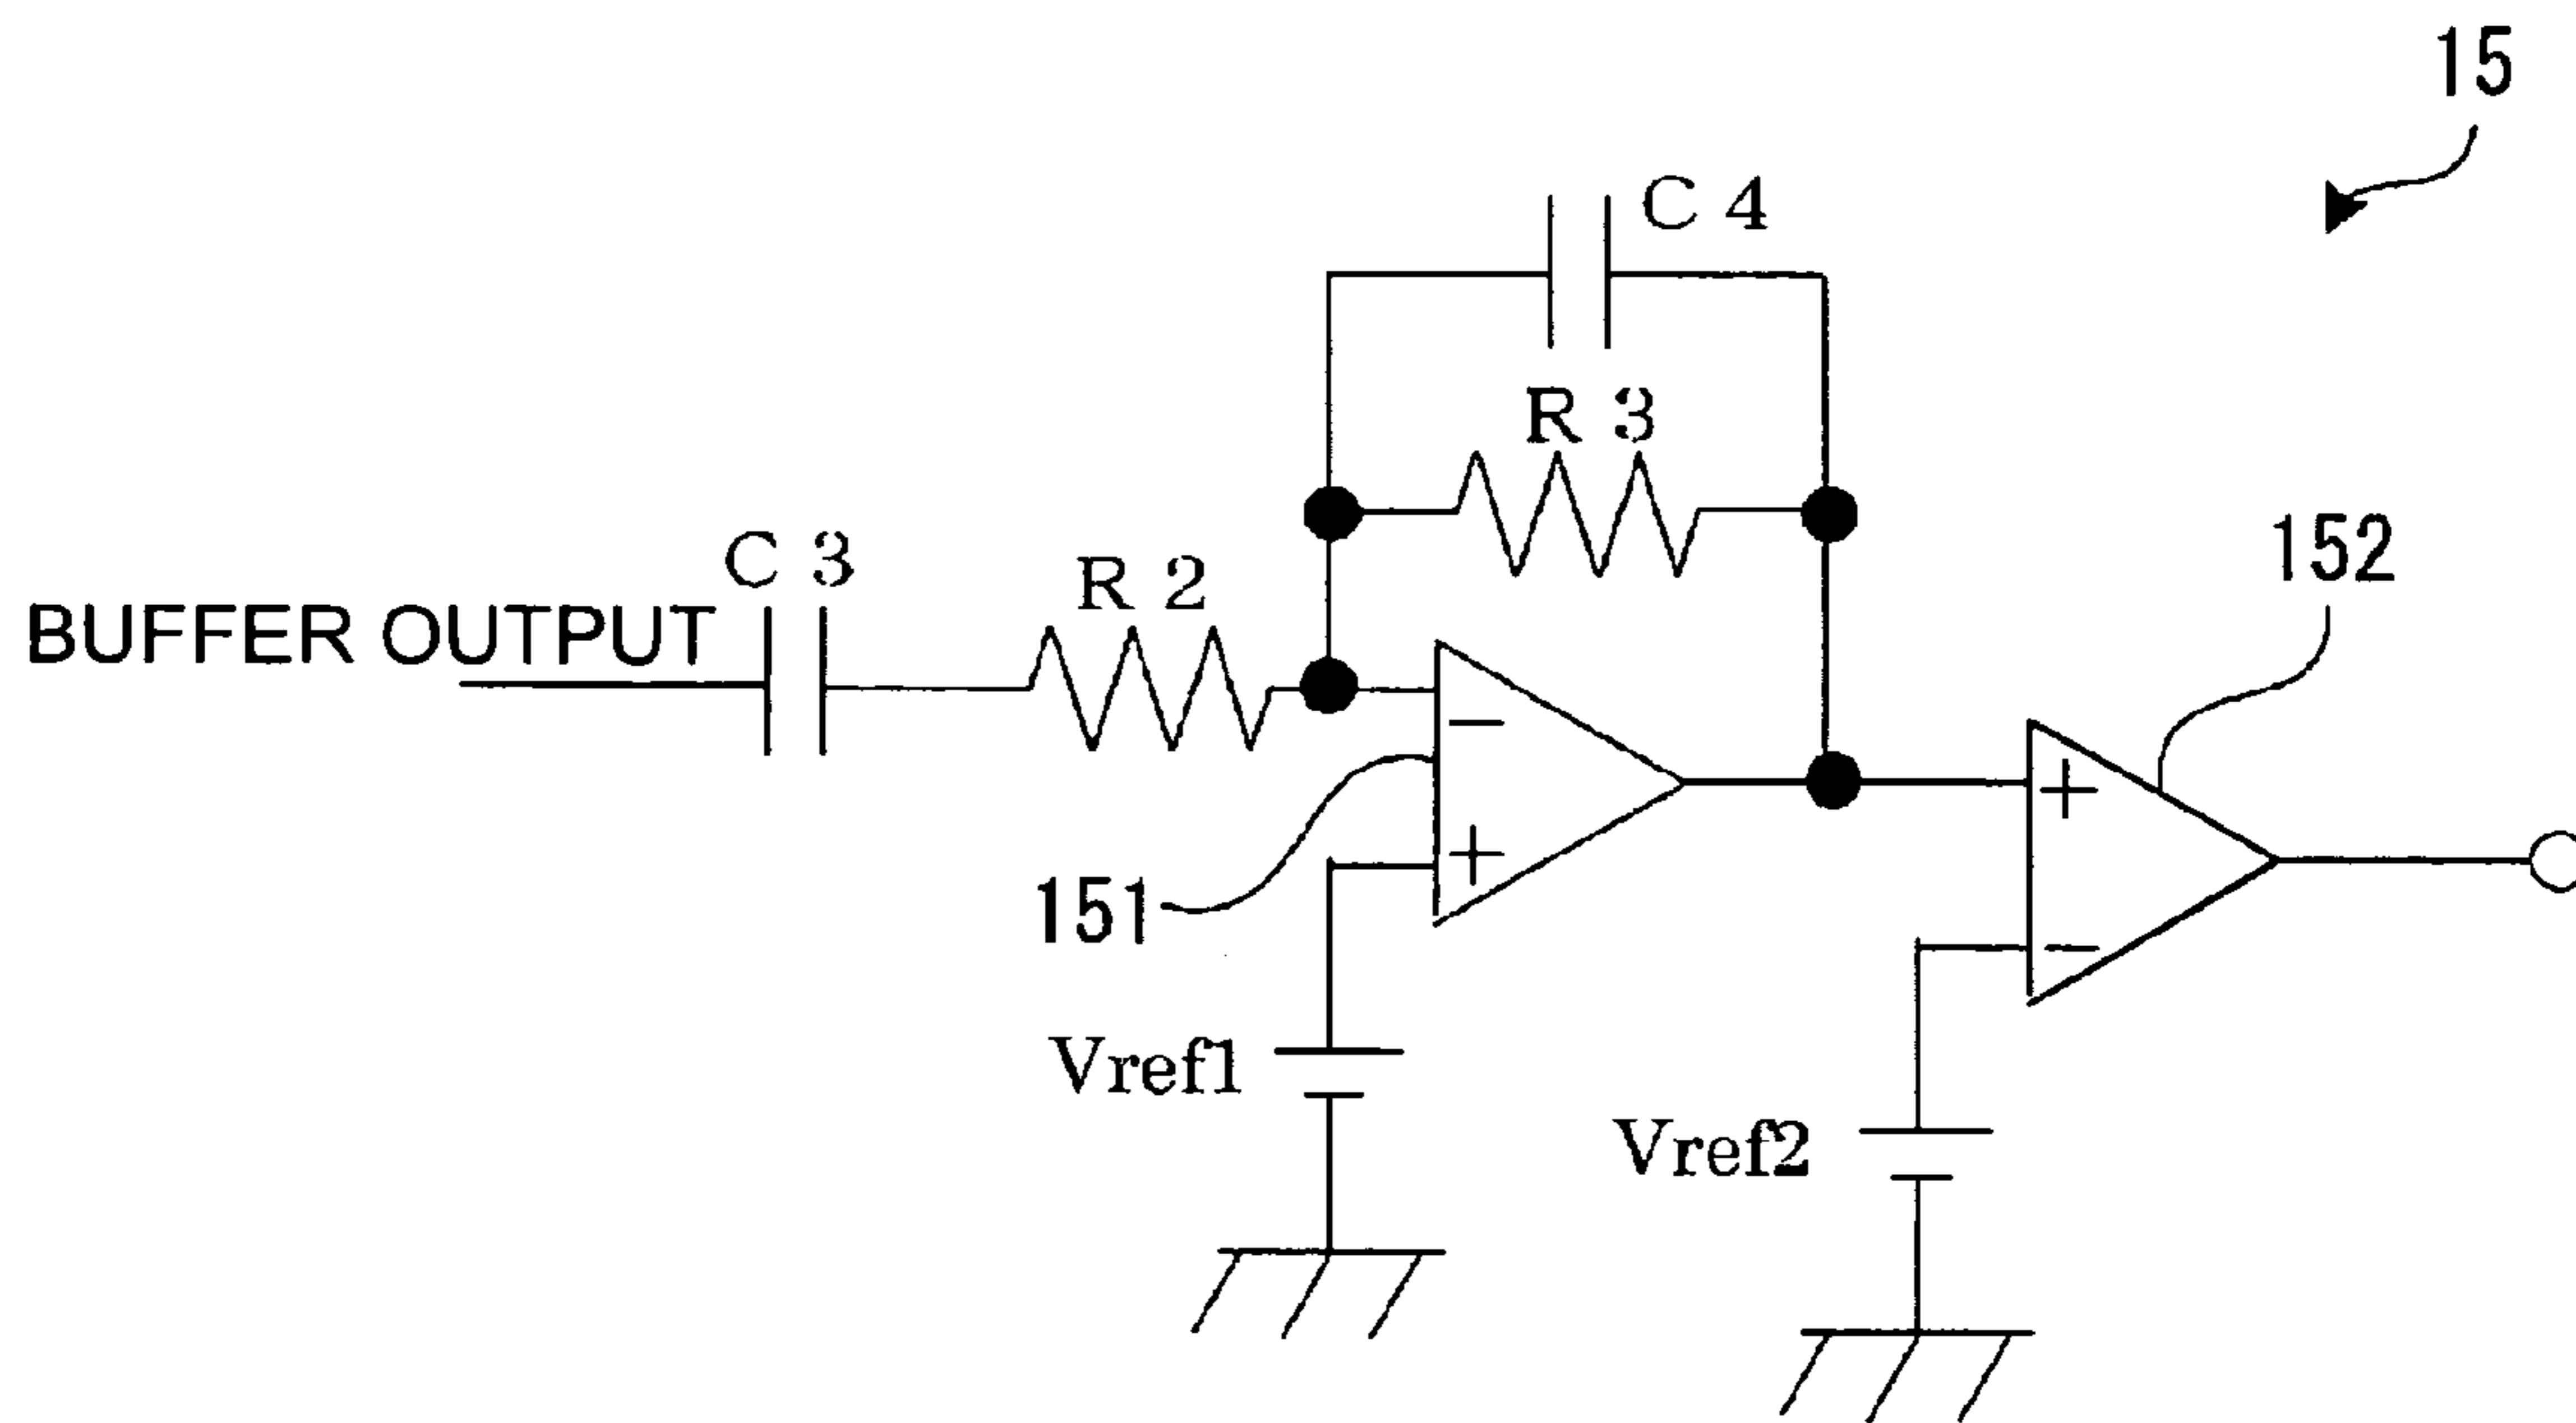 15
C 4
R 3
C 3
R 2
BUFFER OUTPUT
152
−
+
+
−
151
Vref1
Vref2